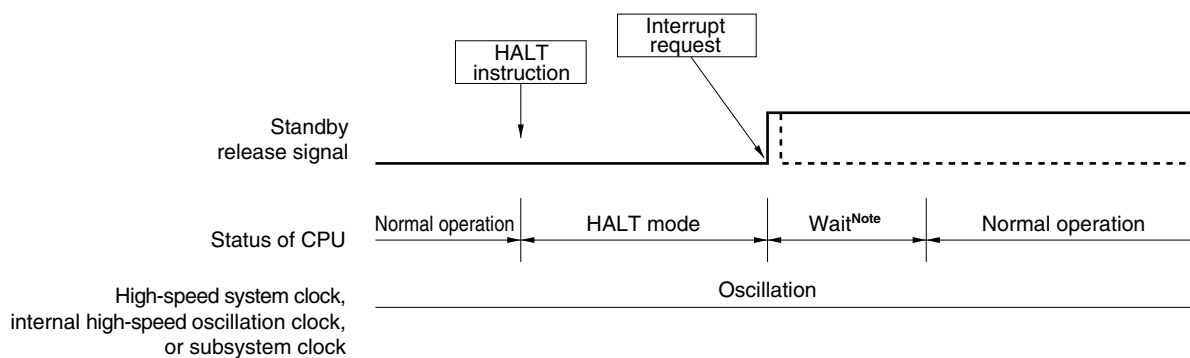 Interrupt
request
HALT
instruction
Standby
release signal
Status of CPU
Normal operation
HALT mode
WaitNote
Normal operation
High-speed system clock,
internal high-speed oscillation clock,
or subsystem clock
Oscillation